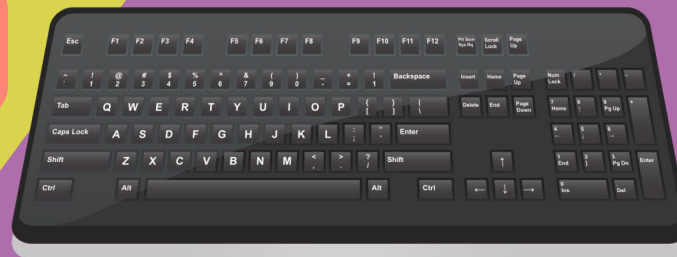 Esc F1 F2 F3 F4 F5 F6 F7 F8 F9 F10 F11 F12 Prt Scrn Sys Rq Scroll Lock Page Up
~ ` ! 1 @ 2 # 3 $ 4 % 5 ^ 6 & 7 ( 9 ) 0 _ - + = ! 1 Backspace Insert Home Page Up Num Lock
Tab Q W E R T Y U I O P { [ } ] | \ Delete End Page Down 7 Home 8 ↑ 9 Pg Up +
Caps Lock A S D F G H J K L : ; " ' Enter 4 ← 5 6 →
Shift Z X C V B N M < , > . ? / Shift ↑ 1 End 2 ↓ 3 Pg Dn Enter
Ctrl Alt Alt Ctrl ← ↓ → 0 Ins . Del